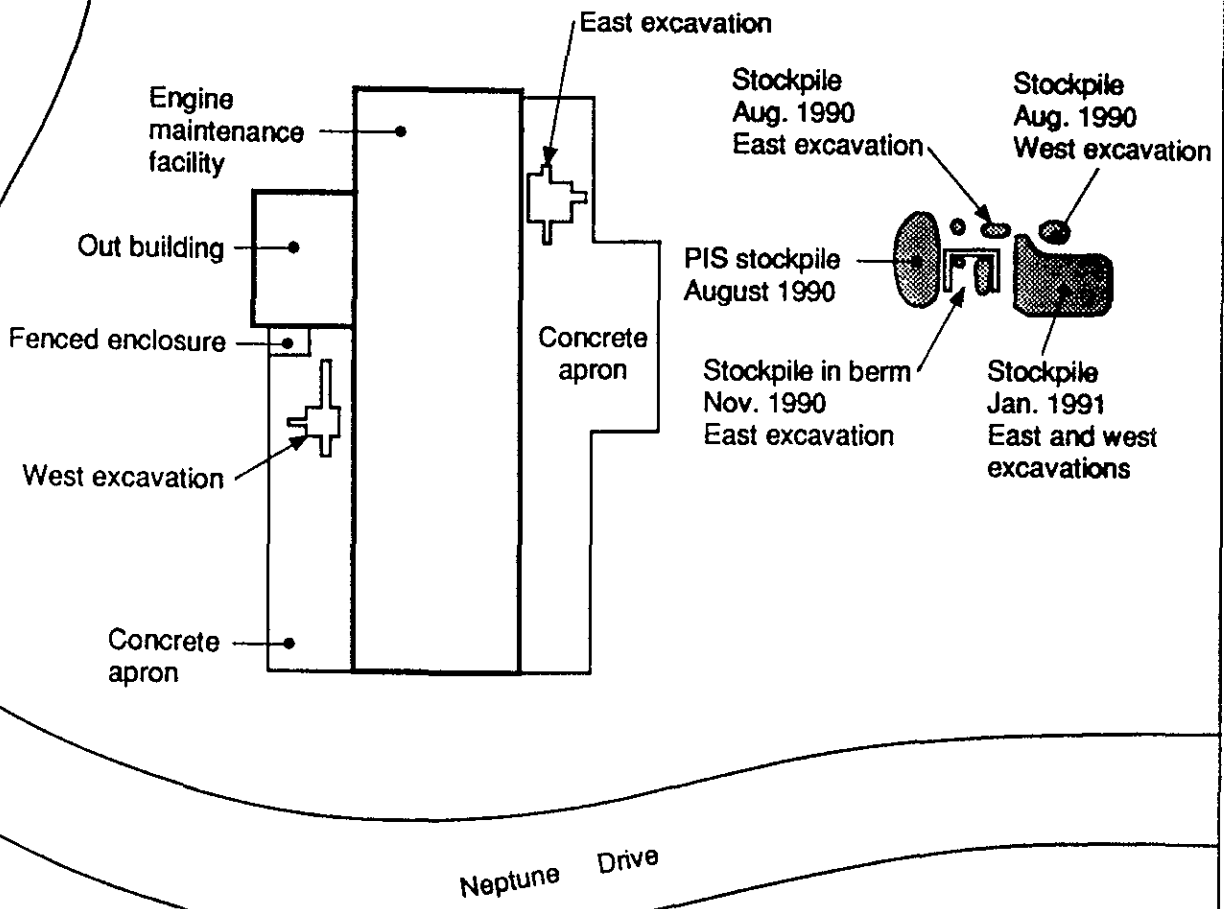 East excavation
Engine
maintenance
facility
Stockpile
Aug. 1990
East excavation
Stockpile
Aug. 1990
West excavation
Out building
PIS stockpile
August 1990
Fenced enclosure
Concrete
apron
Stockpile in berm
Nov. 1990
East excavation
Stockpile
Jan. 1991
East and west
excavations
West excavation
Concrete
apron
Neptune Drive